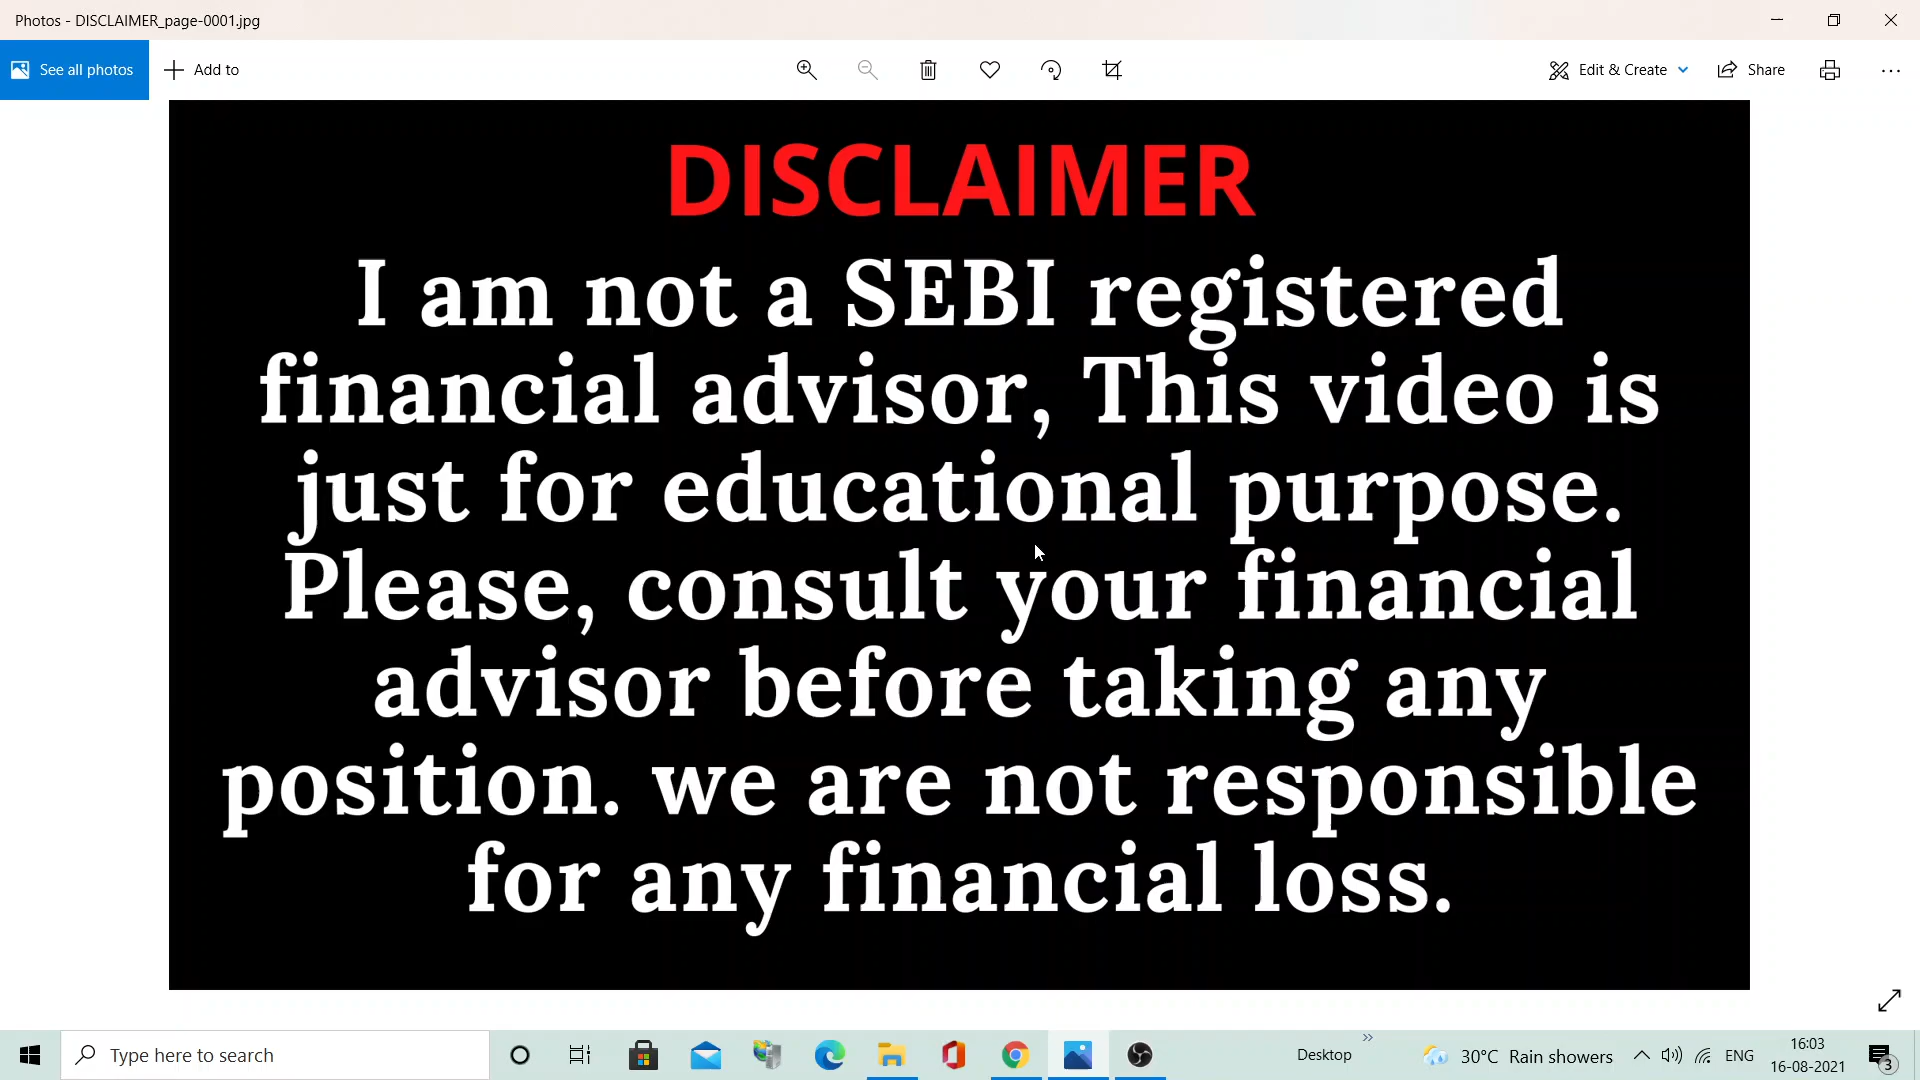 Photos - DISCLAIMER_page-0001.jpg
See all photos
Add to
Edit & Create
Share
DISCLAIMER
I am not a SEBI registered
financial advisor, This video is
just for educational purpose.
Please, consult your financial
advisor before taking any
position. we are not responsible
for any financial loss.
Type here to search
Desktop
30°C Rain showers
ENG
16:03
16-08-2021
3